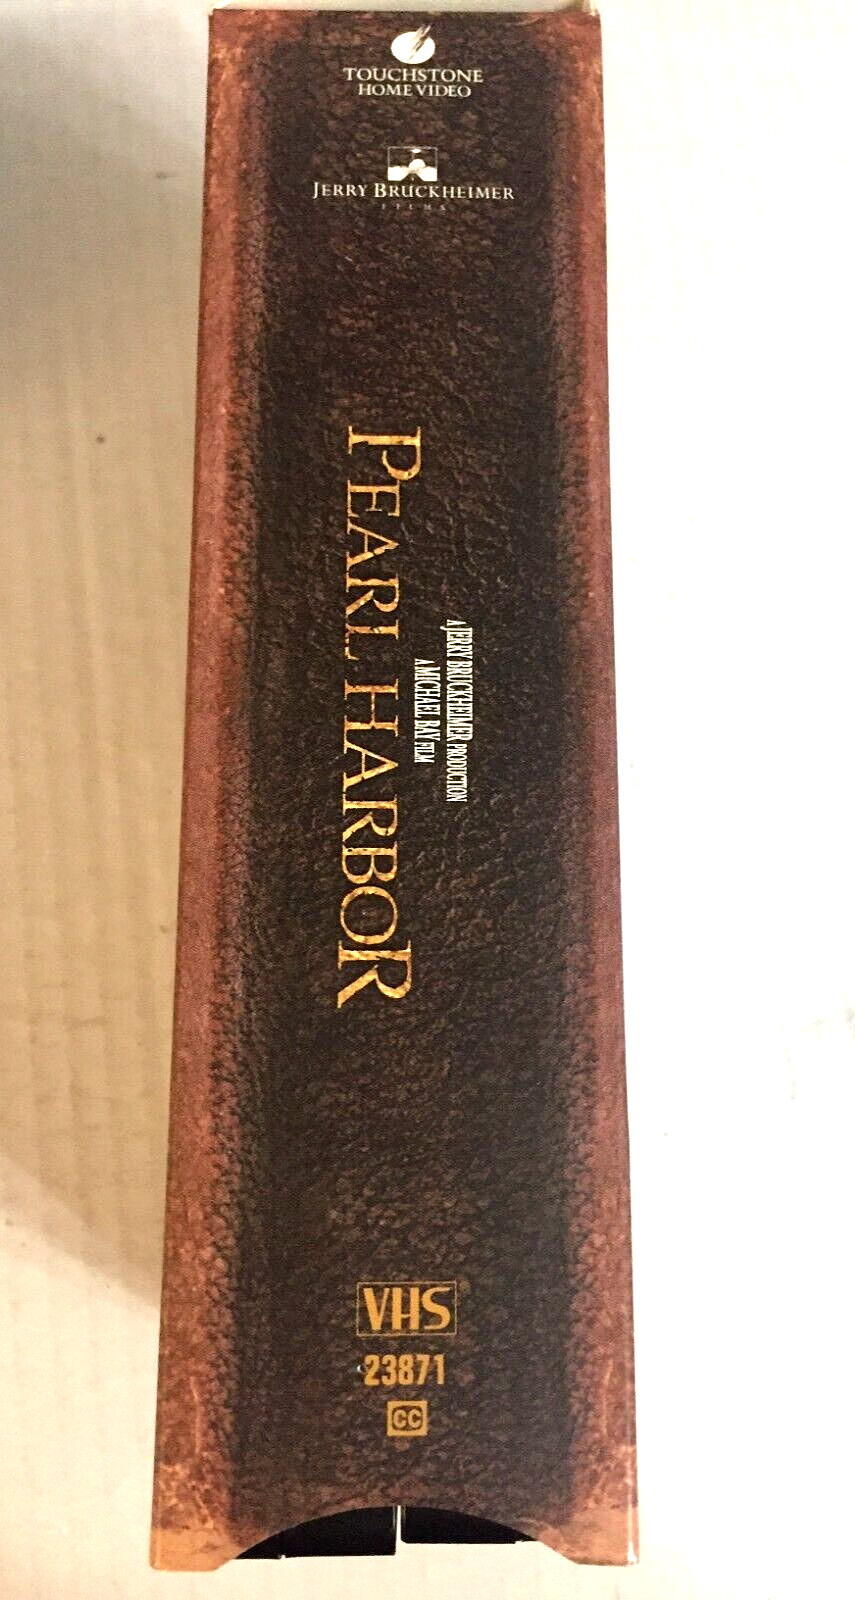 TOUCHSTONE
HOME VIDEO
JERRY BRUCKHEIMER
FILMS
A JERRY BRUCKHEIMER PRODUCTION
A MICHAEL BAY FILM
PEARL HARBOR
VHS
23871
CC